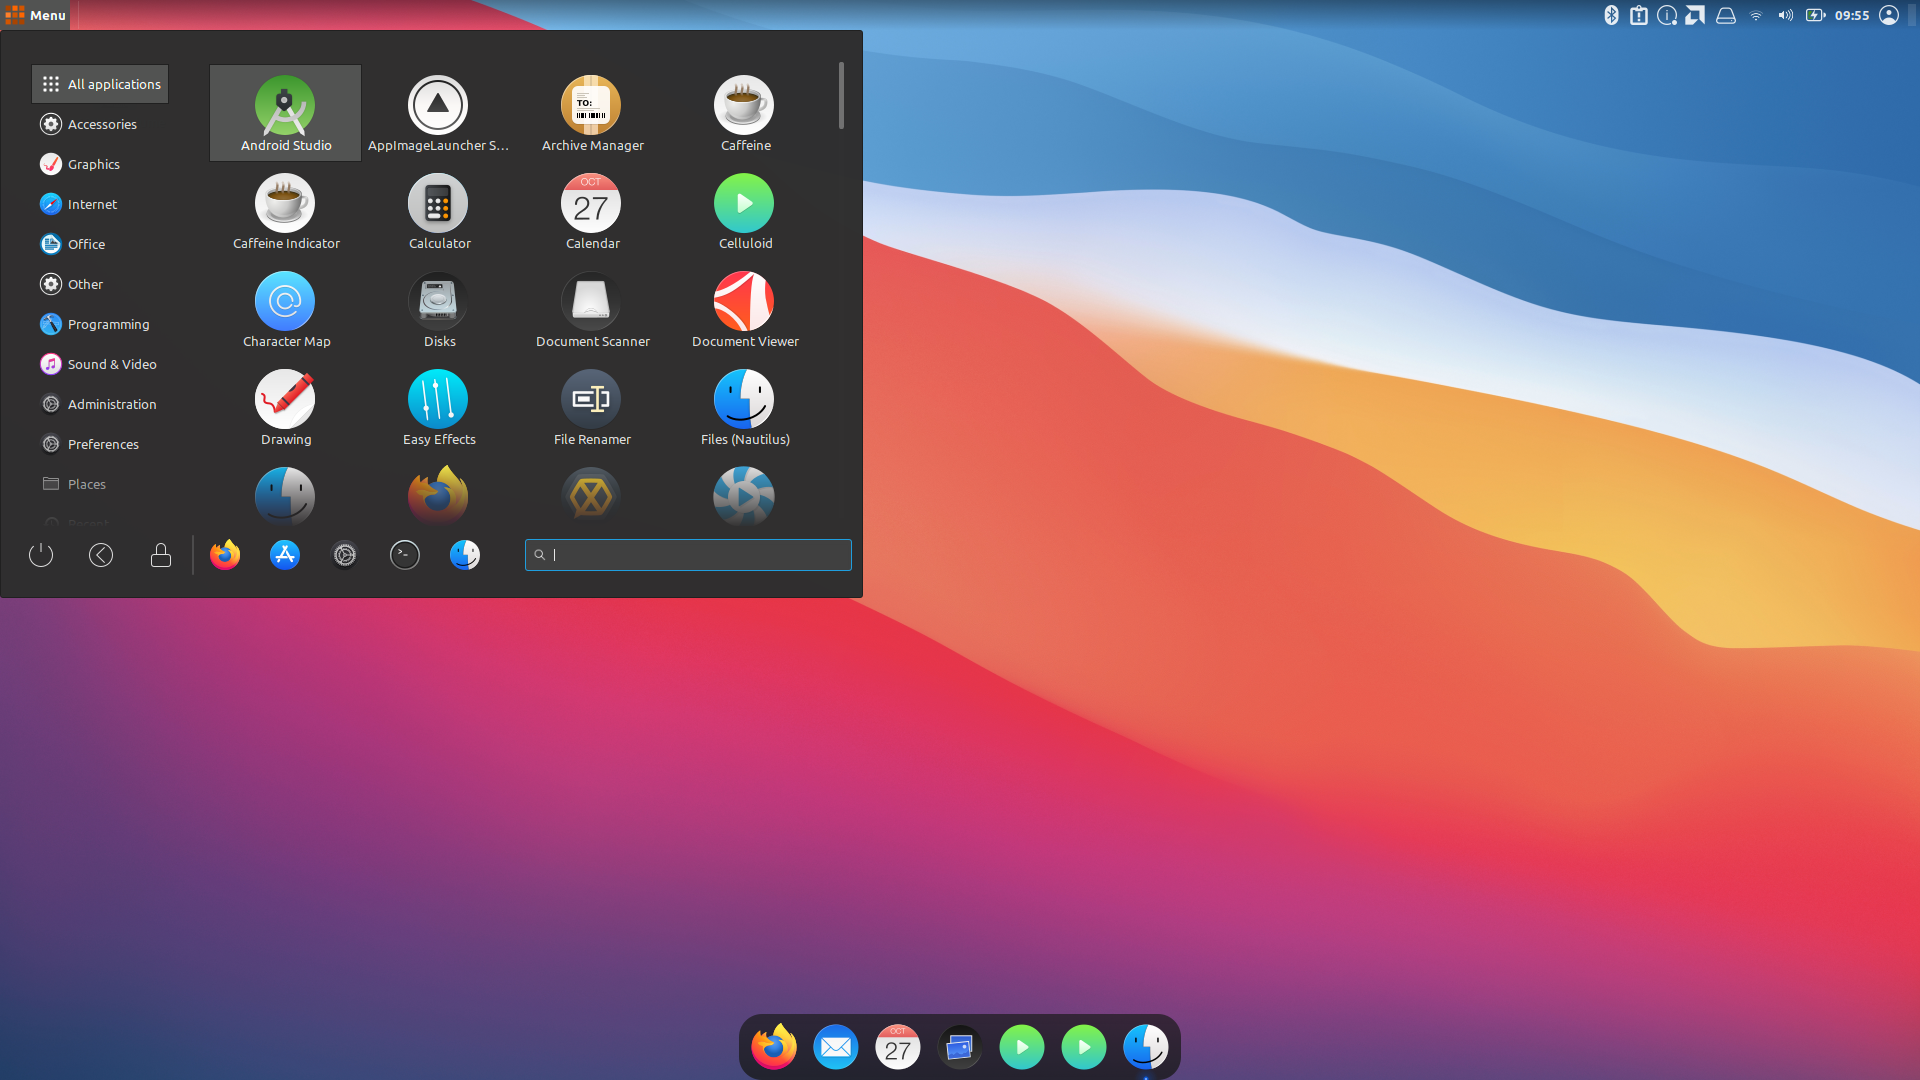 Menu
09:55
All applications
Accessories
Graphics
Internet
Office
Other
Programming
Sound & Video
Administration
Preferences
Places
Recent
Android Studio
AppImageLauncher S...
TO:
Archive Manager
Caffeine
Caffeine Indicator
Calculator
OCT
27
Calendar
Celluloid
Character Map
Disks
Document Scanner
Document Viewer
Drawing
Easy Effects
File Renamer
Files (Nautilus)
OCT
27